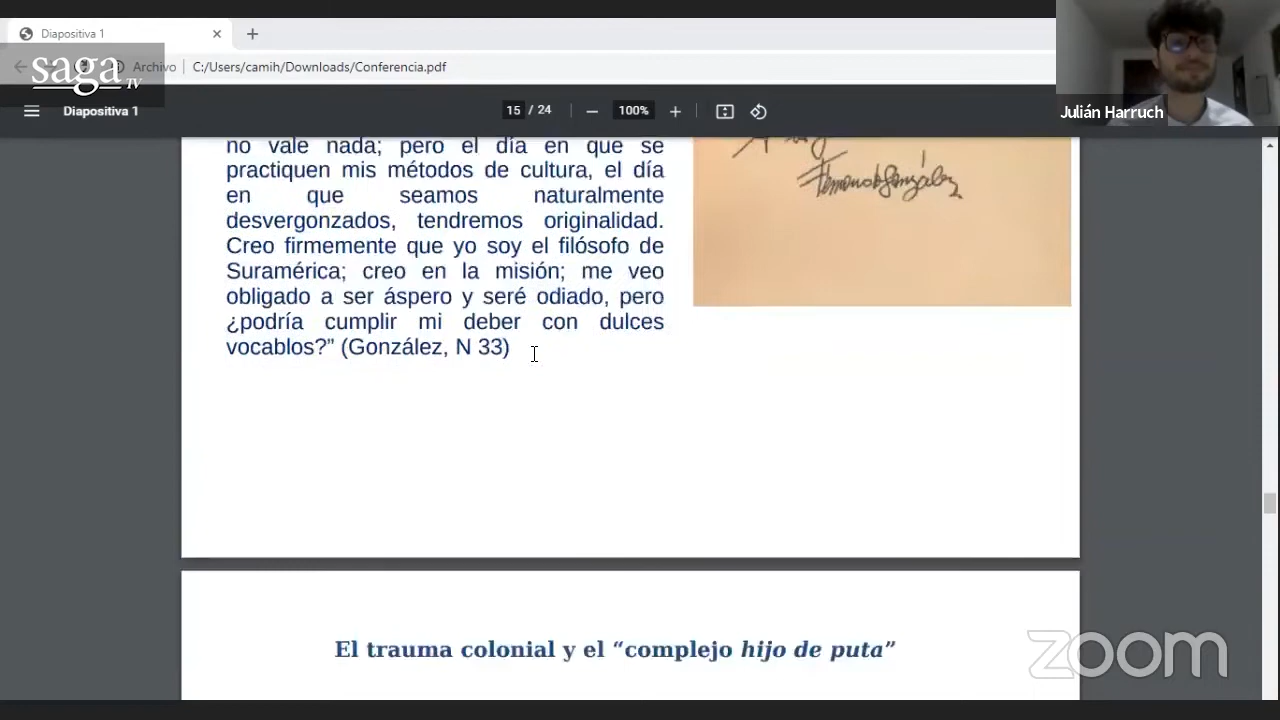 Diapositiva 1
saga TV
Archivo
C:/Users/camih/Downloads/Conferencia.pdf
Diapositiva 1
15 / 24
100%
Julián Harruch
no vale nada; pero el día en que se
practiquen mis métodos de cultura, el día
en que seamos naturalmente
desvergonzados, tendremos originalidad.
Creo firmemente que yo soy el filósofo de
Suramérica; creo en la misión; me veo
obligado a ser áspero y seré odiado, pero
¿podría cumplir mi deber con dulces
vocablos?” (González, N 33)
Fernando González
El trauma colonial y el “complejo hijo de puta”
zoom